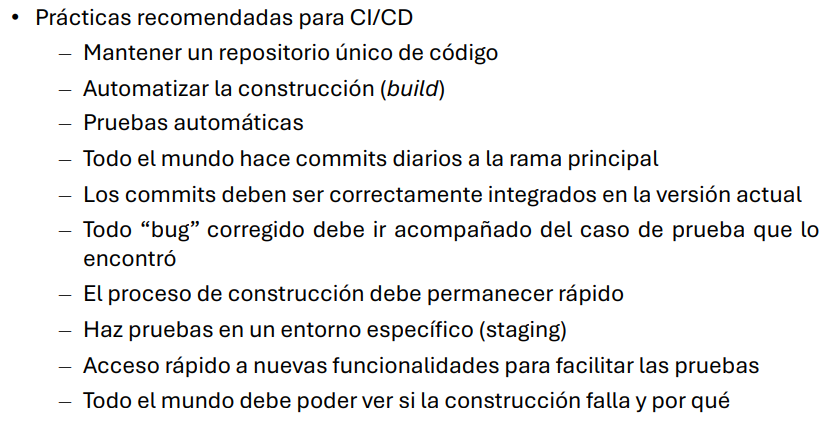 • Prácticas recomendadas para CI/CD
– Mantener un repositorio único de código
– Automatizar la construcción (build)
– Pruebas automáticas
– Todo el mundo hace commits diarios a la rama principal
– Los commits deben ser correctamente integrados en la versión actual
– Todo “bug” corregido debe ir acompañado del caso de prueba que lo
encontró
– El proceso de construcción debe permanecer rápido
– Haz pruebas en un entorno específico (staging)
– Acceso rápido a nuevas funcionalidades para facilitar las pruebas
– Todo el mundo debe poder ver si la construcción falla y por qué